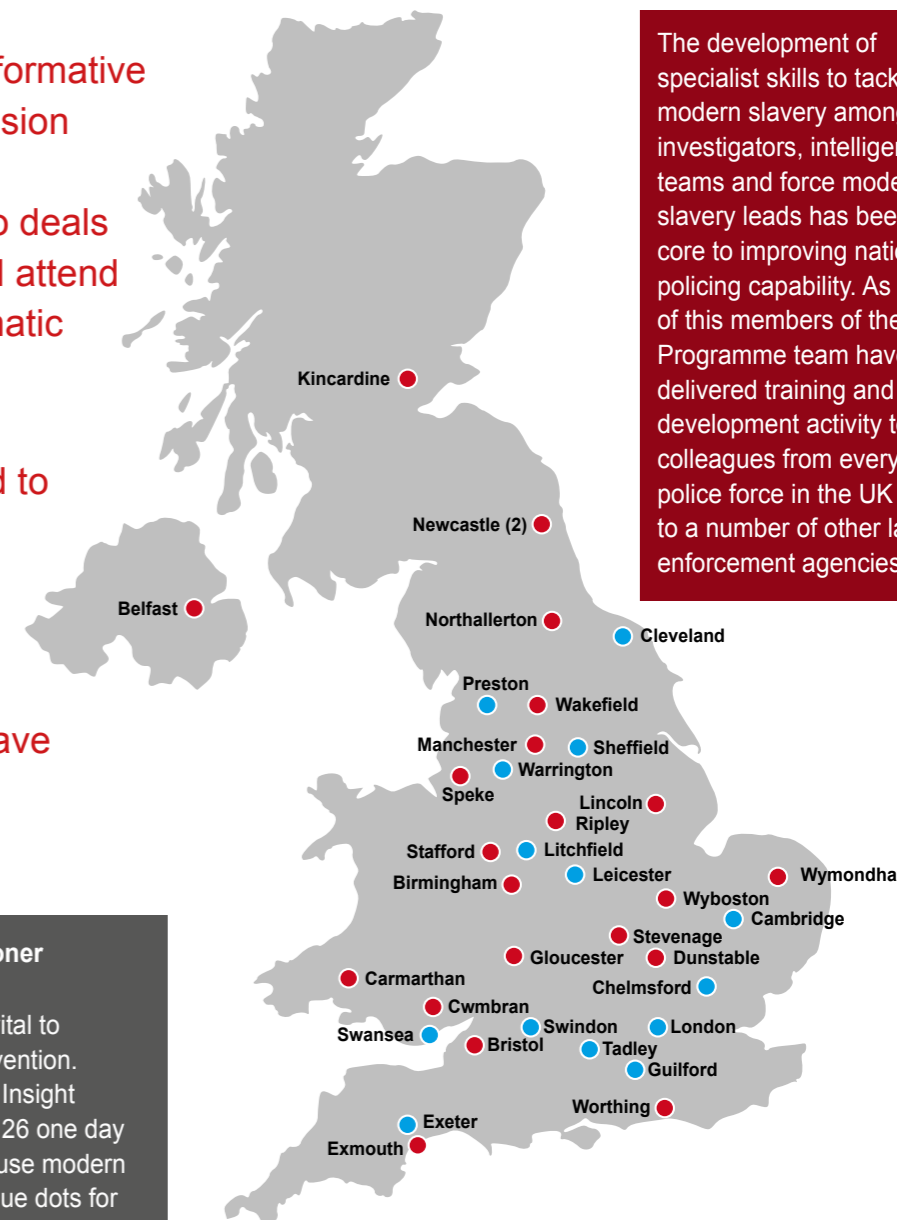 formative
sion
deals
attend
natic
to
ave
The development of
specialist skills to tack
modern slavery among
investigators, intelligen
teams and force mode
slavery leads has bee
core to improving natio
policing capability. As
of this members of the
Programme team have
delivered training and
development activity to
colleagues from every
police force in the UK
to a number of other la
enforcement agencies
Kincardine
Newcastle (2)
Belfast
Northallerton
Cleveland
Preston
Wakefield
Manchester
Sheffield
Warrington
Speke
Lincoln
Ripley
Stafford
Litchfield
Birmingham
Leicester
Wymondha
Wyboston
Cambridge
Stevenage
Gloucester
Dunstable
Carmarthan
Chelmsford
Cwmbran
Swansea
Swindon
London
Bristol
Tadley
Guilford
Worthing
Exeter
Exmouth
oner
ital to
vention.
Insight
26 one day
use modern
ue dots for